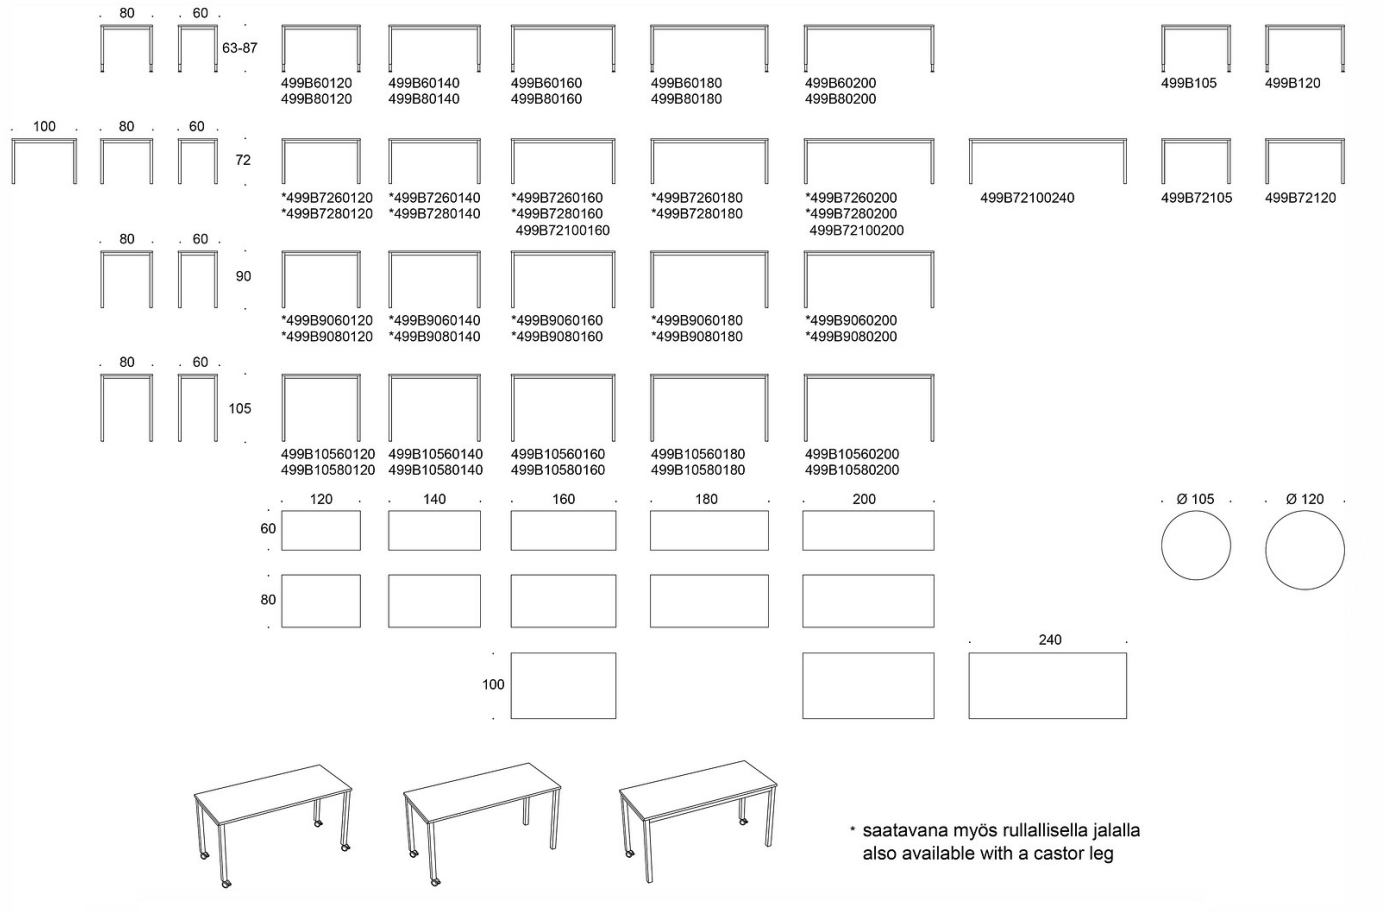 80 60
63-87
499B60120 499B60140 499B60160 499B60180 499B60200 499B105 499B120
499B80120 499B80140 499B80160 499B80180 499B80200
100 80 60
72
*499B7260120 *499B7260140 *499B7260160 *499B7260180 *499B7260200 499B72100240 499B72105 499B72120
*499B7280120 *499B7280140 *499B7280160 *499B7280180 *499B7280200
499B72100160 499B72100200
80 60
90
*499B9060120 *499B9060140 *499B9060160 *499B9060180 *499B9060200
*499B9080120 *499B9080140 *499B9080160 *499B9080180 *499B9080200
80 60
105
499B10560120 499B10560140 499B10560160 499B10560180 499B10560200
499B10580120 499B10580140 499B10580160 499B10580180 499B10580200
120 140 160 180 200 Ø 105 Ø 120
60
80
240
100
* saatavana myös rullallisella jalalla
also available with a castor leg